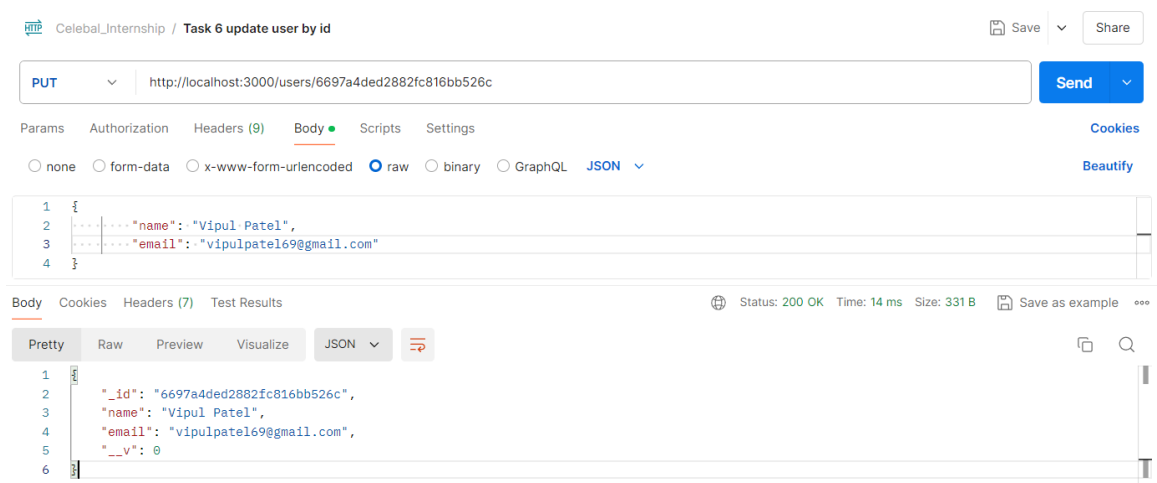 HTTP Celebal_Internship / Task 6 update user by id Save Share
PUT http://localhost:3000/users/6697a4ded2882fc816bb526c Send
Params Authorization Headers (9) Body Scripts Settings Cookies
none form-data x-www-form-urlencoded raw binary GraphQL JSON Beautify
1 {
2 "name": "Vipul Patel",
3 "email": "vipulpatel69@gmail.com"
4 }
Body Cookies Headers (7) Test Results Status: 200 OK Time: 14 ms Size: 331 B Save as example
Pretty Raw Preview Visualize JSON
1 {
2 "_id": "6697a4ded2882fc816bb526c",
3 "name": "Vipul Patel",
4 "email": "vipulpatel69@gmail.com",
5 "__v": 0
6 }